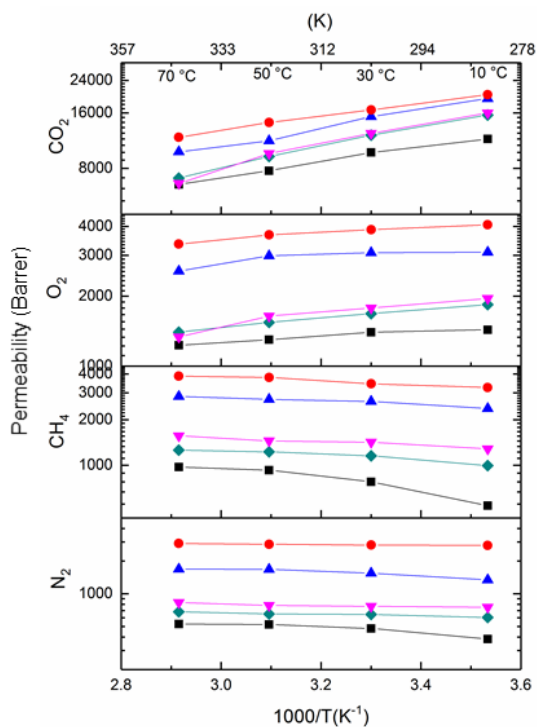 (K)
357 333 312 294 278
70 °C 50 °C 30 °C 10 °C
24000
16000
CO2
8000
4000
3000
O2
2000
1000
Permeability (Barrer)
4000
3000
2000
CH4
1000
N2
1000
2.8 3.0 3.2 3.4 3.6
1000/T(K-1)